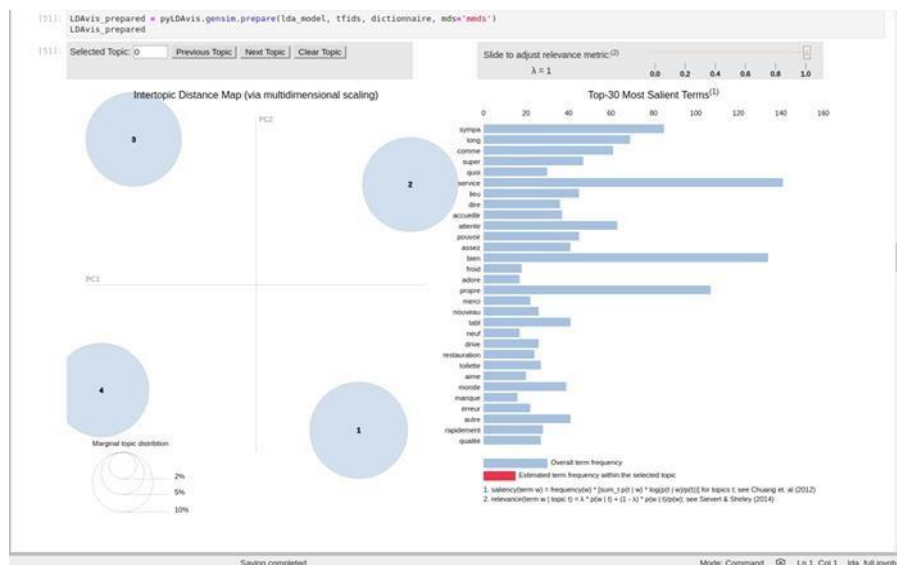 [51]: LDAvis_prepared = pyLDAvis.gensim.prepare(lda_model, tfids, dictionnaire, mds='mmds')
LDAvis_prepared
[51]: Selected Topic: 0 Previous Topic Next Topic Clear Topic
Slide to adjust relevance metric:(2)
λ = 1
0.0 0.2 0.4 0.6 0.8 1.0
Intertopic Distance Map (via multidimensional scaling)
PC2
PC1
3
2
4
1
Marginal topic distribtion
2%
5%
10%
Top-30 Most Salient Terms(1)
0 20 40 60 80 100 120 140 160
sympa
long
comme
super
quoi
service
lieu
dire
accueillir
attente
pouvoir
assez
bien
froid
adore
propre
merci
nouveau
tabl
neuf
drive
restauration
toilette
aime
monde
manque
erreur
autre
rapidement
qualité
Overall term frequency
Estimated term frequency within the selected topic
1. saliency(term w) = frequency(w) * [sum_t p(t | w) * log(p(t | w)/p(t))] for topics t; see Chuang et. al (2012)
2. relevance(term w | topic t) = λ * p(w | t) + (1 - λ) * p(w | t)/p(w); see Sievert & Shirley (2014)
Saving completed
Mode: Command Ln 1, Col 1 lda_full.ipynb